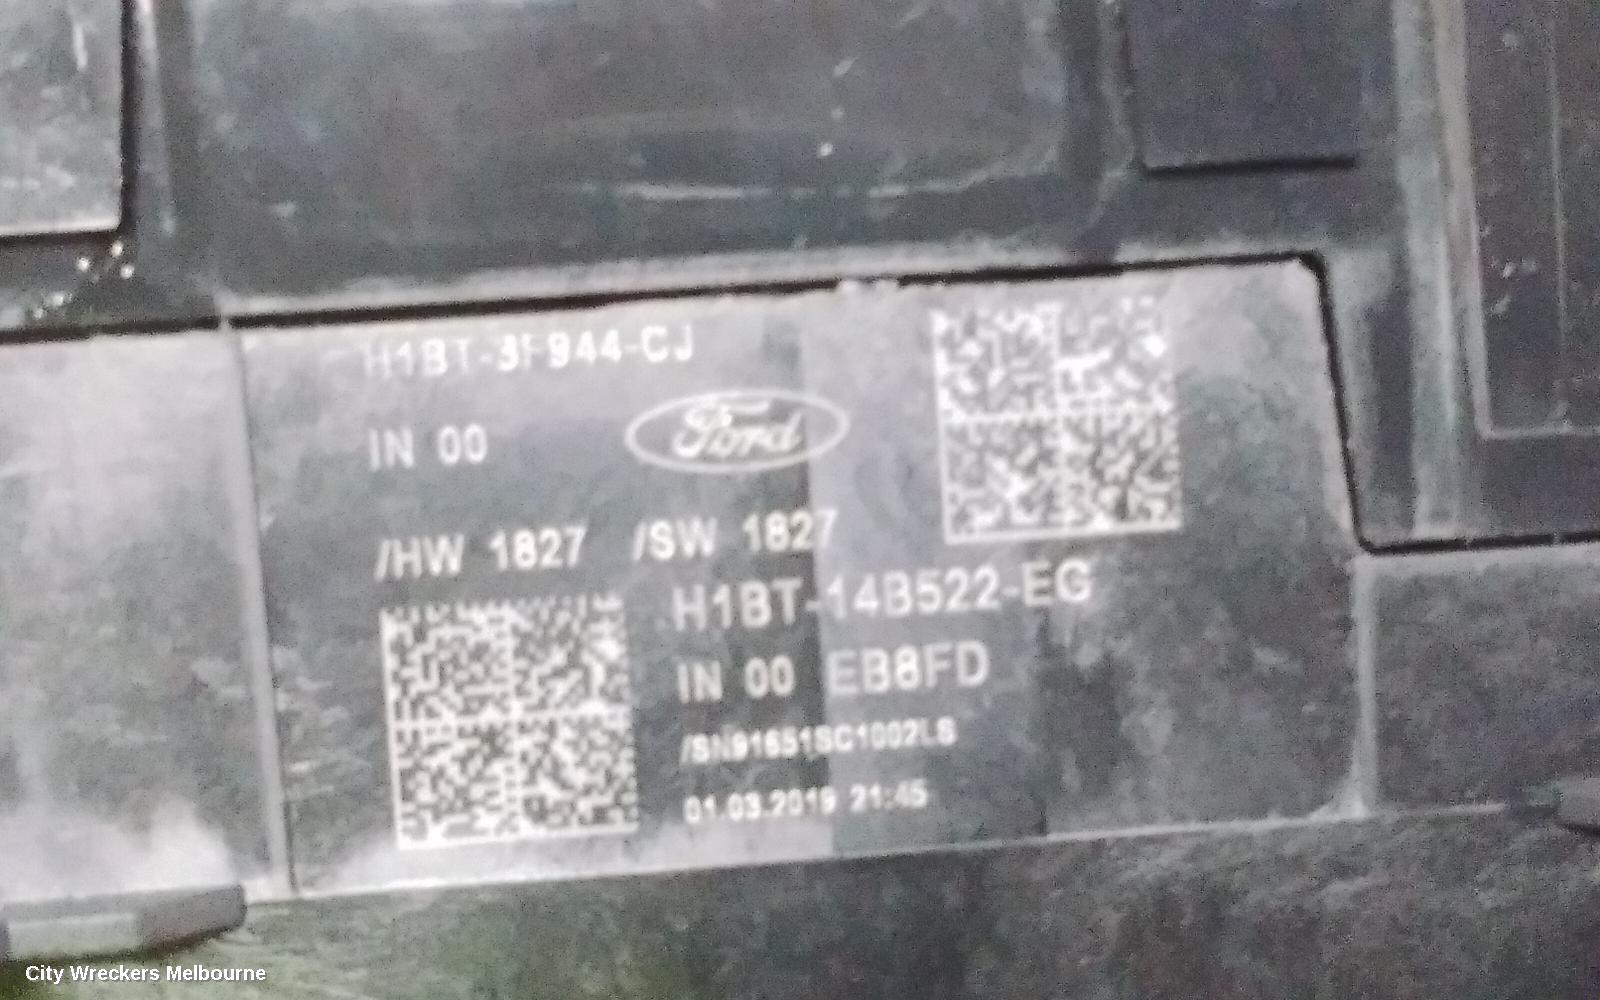 H1BT-3F944-CJ
IN 00
Ford
/HW 1827 /SW 1827
H1BT-14B522-EG
IN 00 EB8FD
/SN91651SC1002LS
01.03.2019 21:45
City Wreckers Melbourne